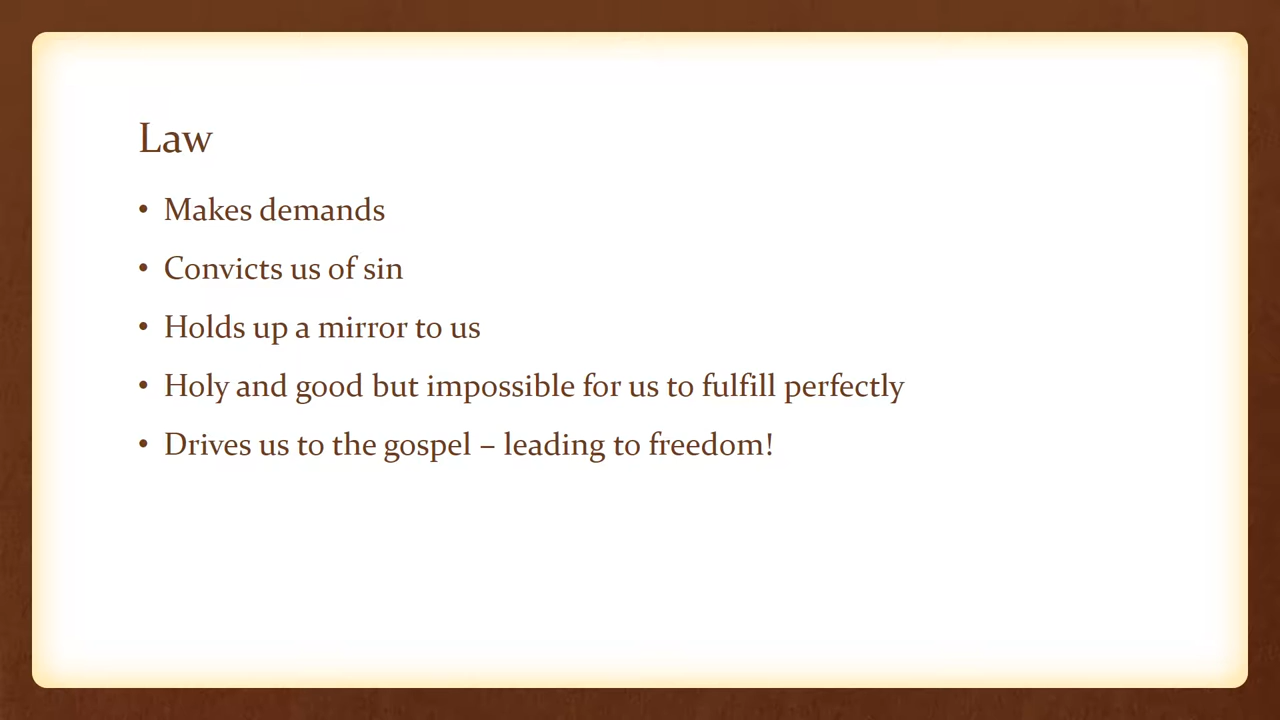 Law
• Makes demands
• Convicts us of sin
• Holds up a mirror to us
• Holy and good but impossible for us to fulfill perfectly
• Drives us to the gospel – leading to freedom!